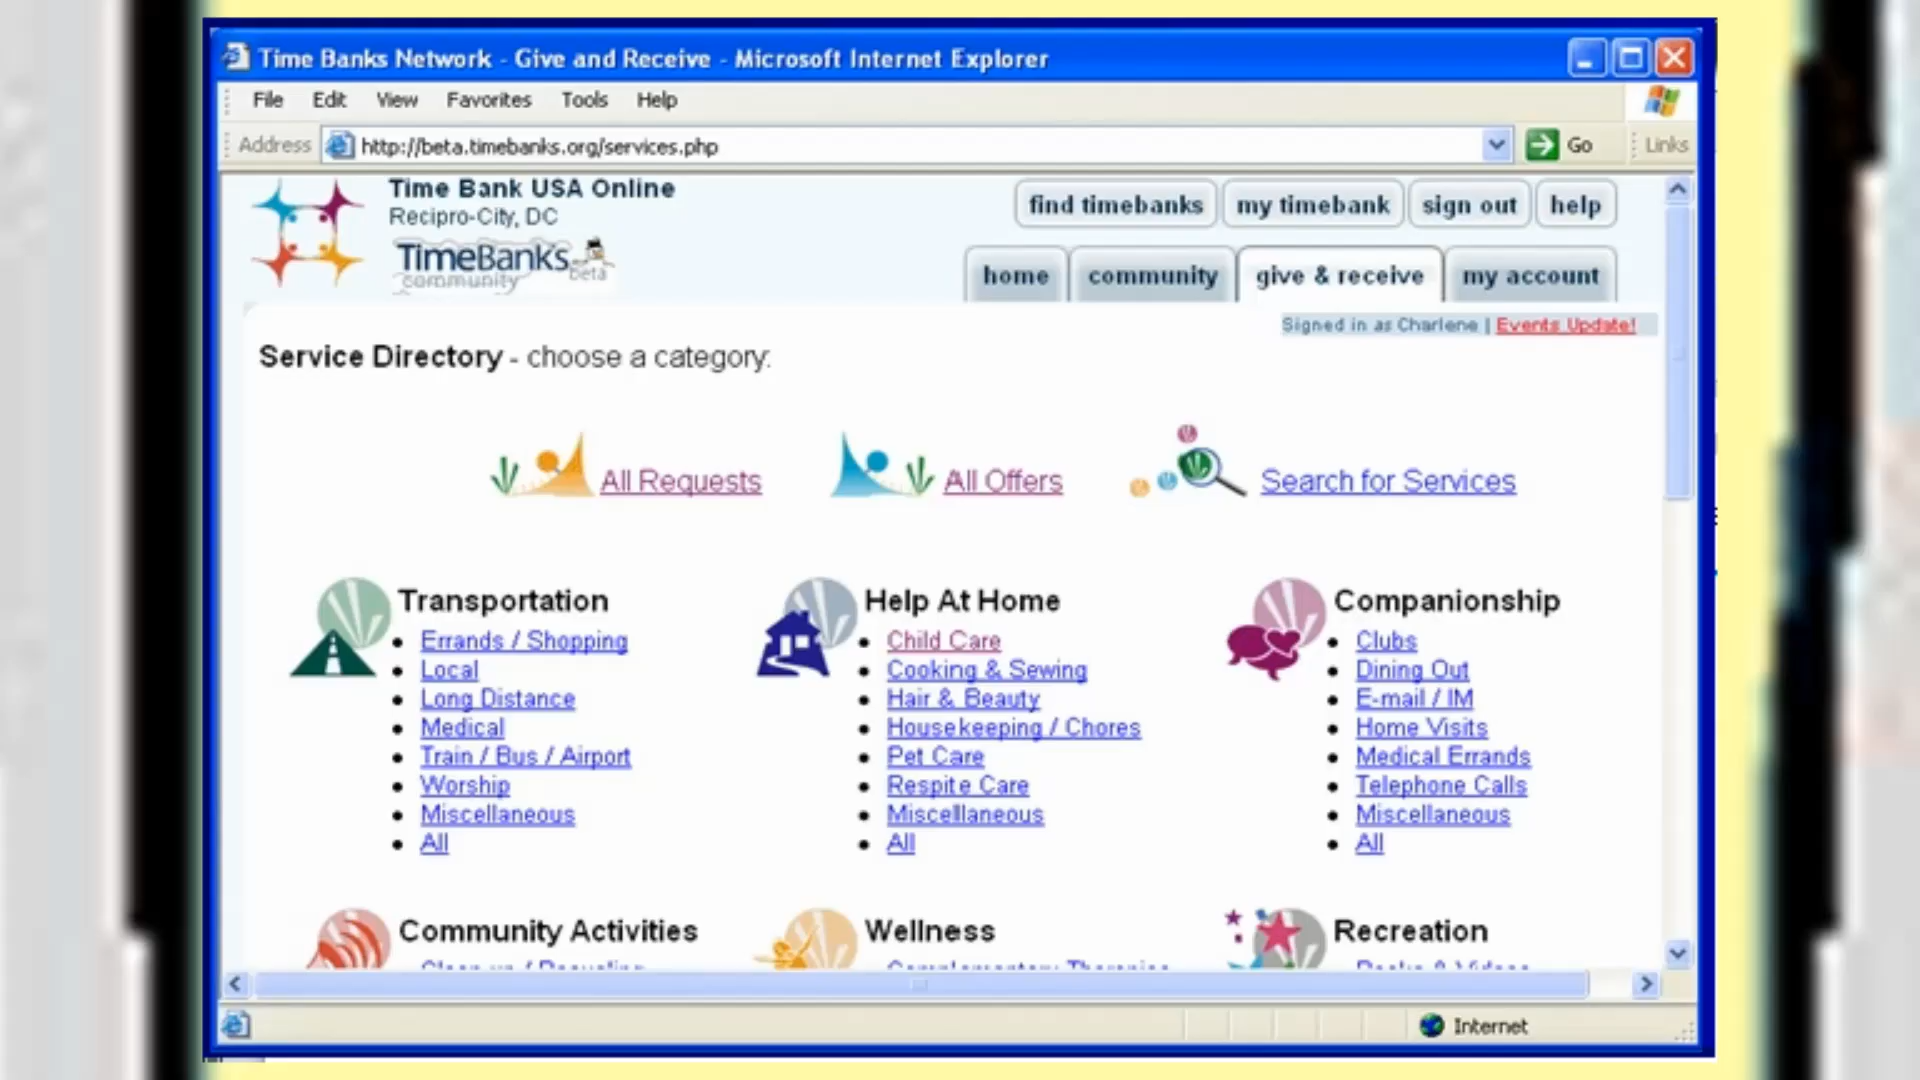 Time Banks Network - Give and Receive - Microsoft Internet Explorer
File Edit View Favorites Tools Help
Address http://beta.timebanks.org/services.php Go Links
Time Bank USA Online
Recipro-City, DC
TimeBanks beta
community
find timebanks my timebank sign out help
home community give & receive my account
Signed in as Charlene | Events Update!
Service Directory - choose a category:
All Requests All Offers Search for Services
Transportation
Errands / Shopping
Local
Long Distance
Medical
Train / Bus / Airport
Worship
Miscellaneous
All
Help At Home
Child Care
Cooking & Sewing
Hair & Beauty
Housekeeping / Chores
Pet Care
Respite Care
Miscellaneous
All
Companionship
Clubs
Dining Out
E-mail / IM
Home Visits
Medical Errands
Telephone Calls
Miscellaneous
All
Community Activities
Wellness
Recreation
Internet